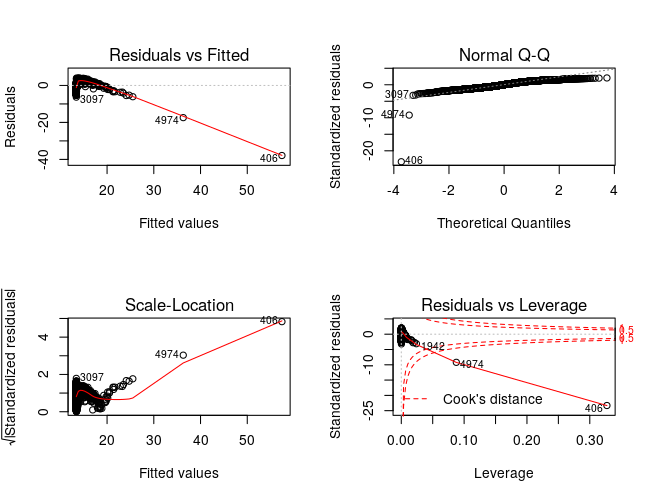 Residuals vs Fitted
Residuals
0
-20
-40
3097
4974
406
20 30 40 50
Fitted values
Normal Q-Q
Standardized residuals
0
-10
-20
3097
4974
406
-4 -2 0 2 4
Theoretical Quantiles
Scale-Location
√|Standardized residuals|
4
2
0
3097
4974
406
20 30 40 50
Fitted values
Residuals vs Leverage
Standardized residuals
0
-10
-25
1942
4974
406
Cook's distance
1
0.5
0.5
1
0.00 0.10 0.20 0.30
Leverage